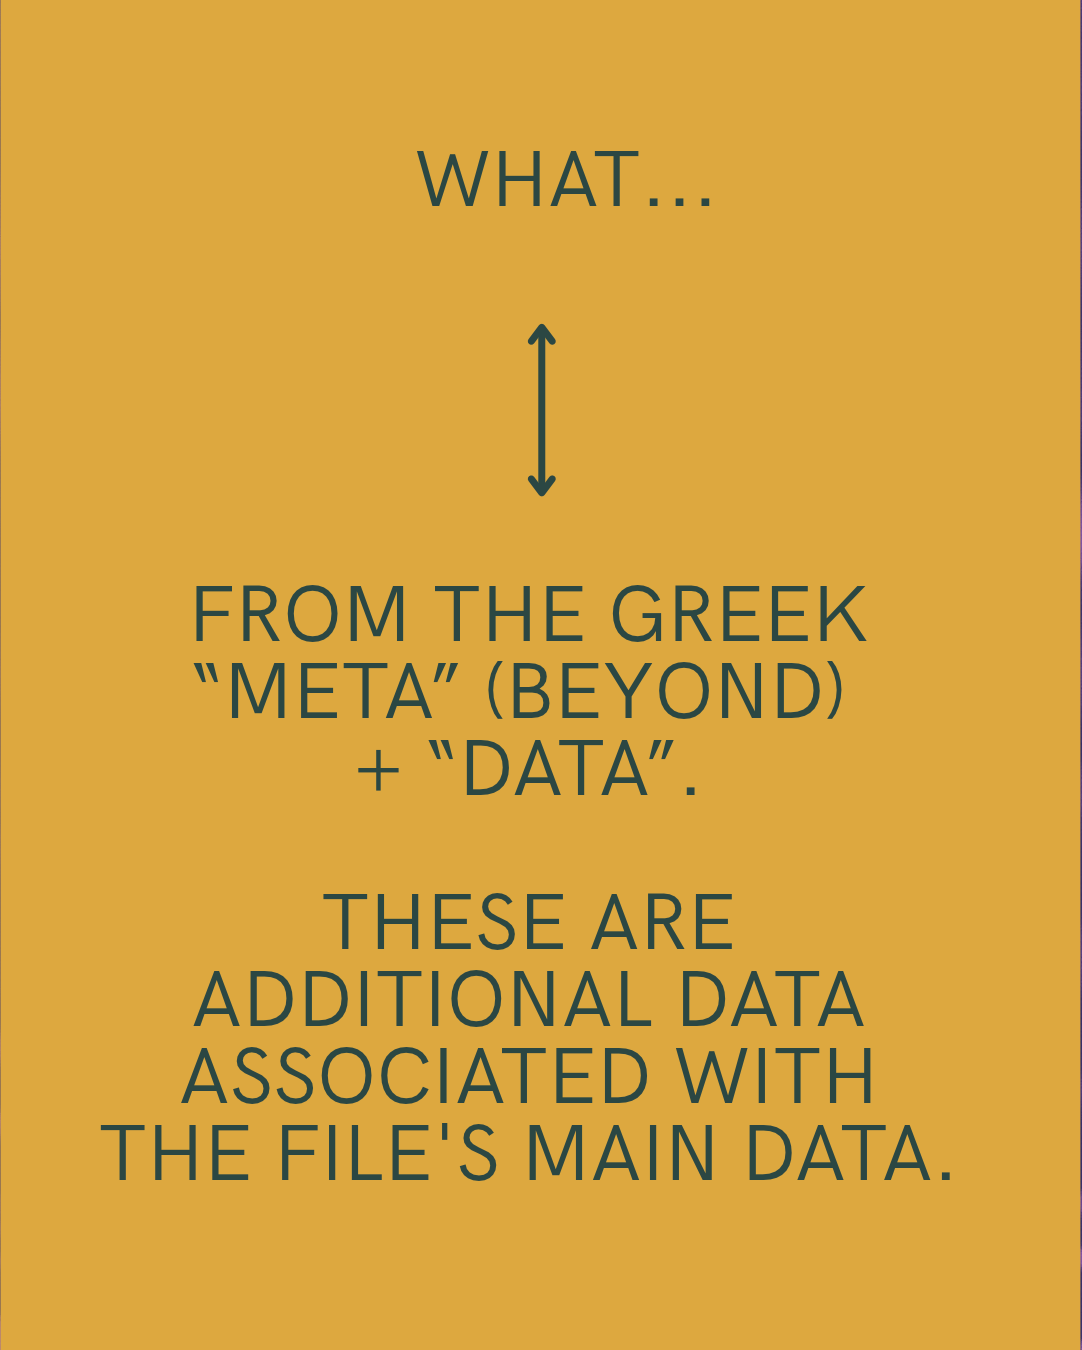 WHAT...
FROM THE GREEK
“META” (BEYOND)
+ “DATA”.
THESE ARE
ADDITIONAL DATA
ASSOCIATED WITH
THE FILE'S MAIN DATA.